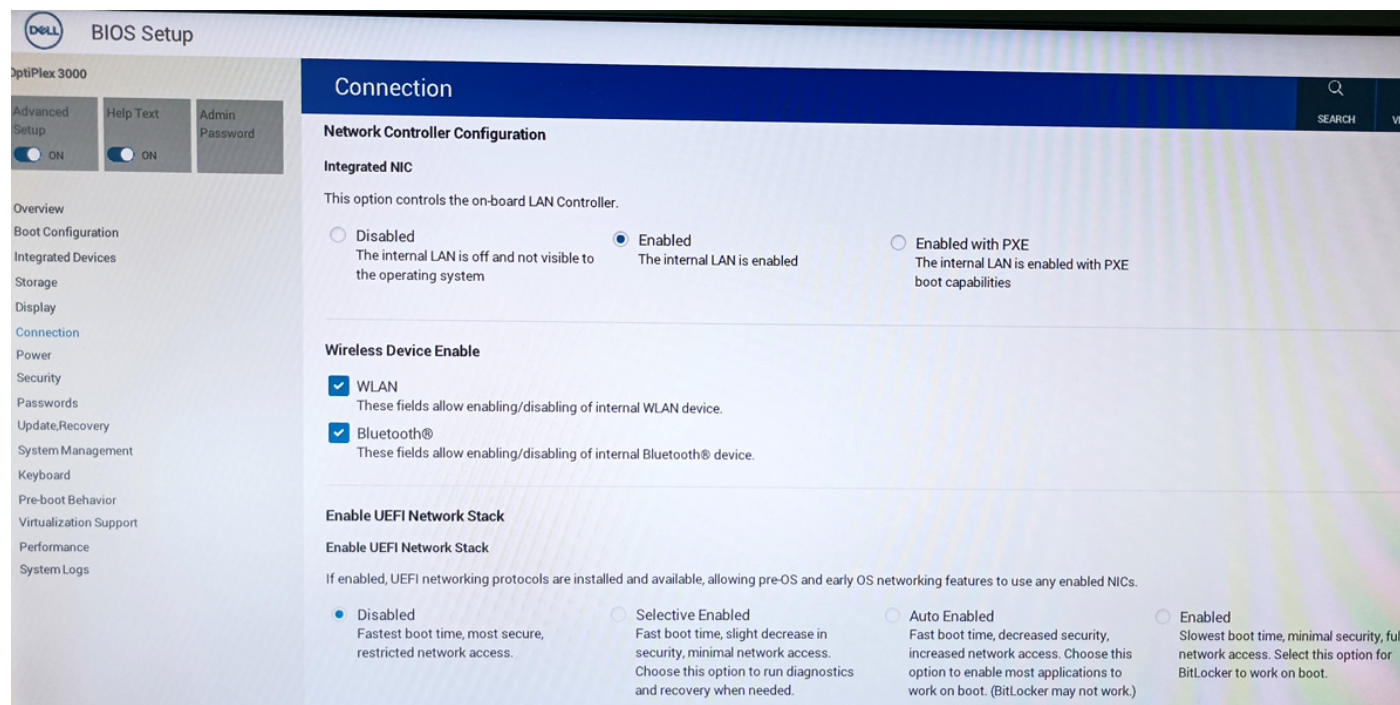 DELL
BIOS Setup
OptiPlex 3000
Advanced
Setup
ON
Help Text
ON
Admin
Password
Overview
Boot Configuration
Integrated Devices
Storage
Display
Connection
Power
Security
Passwords
Update,Recovery
System Management
Keyboard
Pre-boot Behavior
Virtualization Support
Performance
System Logs
Connection
SEARCH
Network Controller Configuration
Integrated NIC
This option controls the on-board LAN Controller.
Disabled
The internal LAN is off and not visible to
the operating system
Enabled
The internal LAN is enabled
Enabled with PXE
The internal LAN is enabled with PXE
boot capabilities
Wireless Device Enable
WLAN
These fields allow enabling/disabling of internal WLAN device.
Bluetooth®
These fields allow enabling/disabling of internal Bluetooth® device.
Enable UEFI Network Stack
Enable UEFI Network Stack
If enabled, UEFI networking protocols are installed and available, allowing pre-OS and early OS networking features to use any enabled NICs.
Disabled
Fastest boot time, most secure,
restricted network access.
Selective Enabled
Fast boot time, slight decrease in
security, minimal network access.
Choose this option to run diagnostics
and recovery when needed.
Auto Enabled
Fast boot time, decreased security,
increased network access. Choose this
option to enable most applications to
work on boot. (BitLocker may not work.)
Enabled
Slowest boot time, minimal security,
network access. Select this option for
BitLocker to work on boot.